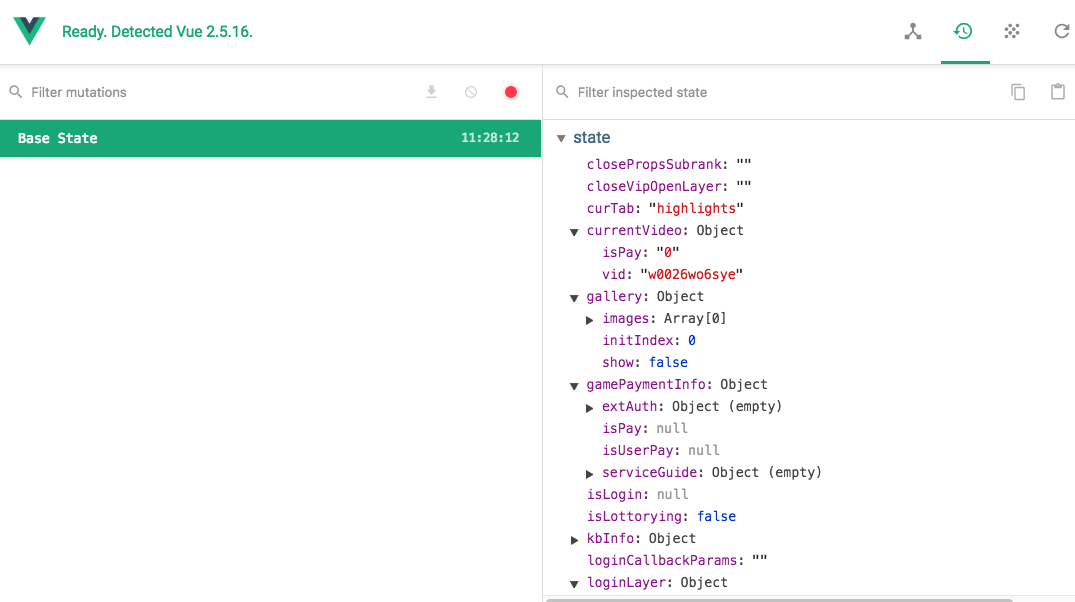 Ready. Detected Vue 2.5.16.
Filter mutations
Base State 11:28:12
Filter inspected state
state
closePropsSubrank: ""
closeVipOpenLayer: ""
curTab: "highlights"
currentVideo: Object
isPay: "0"
vid: "w0026wo6sye"
gallery: Object
images: Array[0]
initIndex: 0
show: false
gamePaymentInfo: Object
extAuth: Object (empty)
isPay: null
isUserPay: null
serviceGuide: Object (empty)
isLogin: null
isLottorying: false
kbInfo: Object
loginCallbackParams: ""
loginLayer: Object